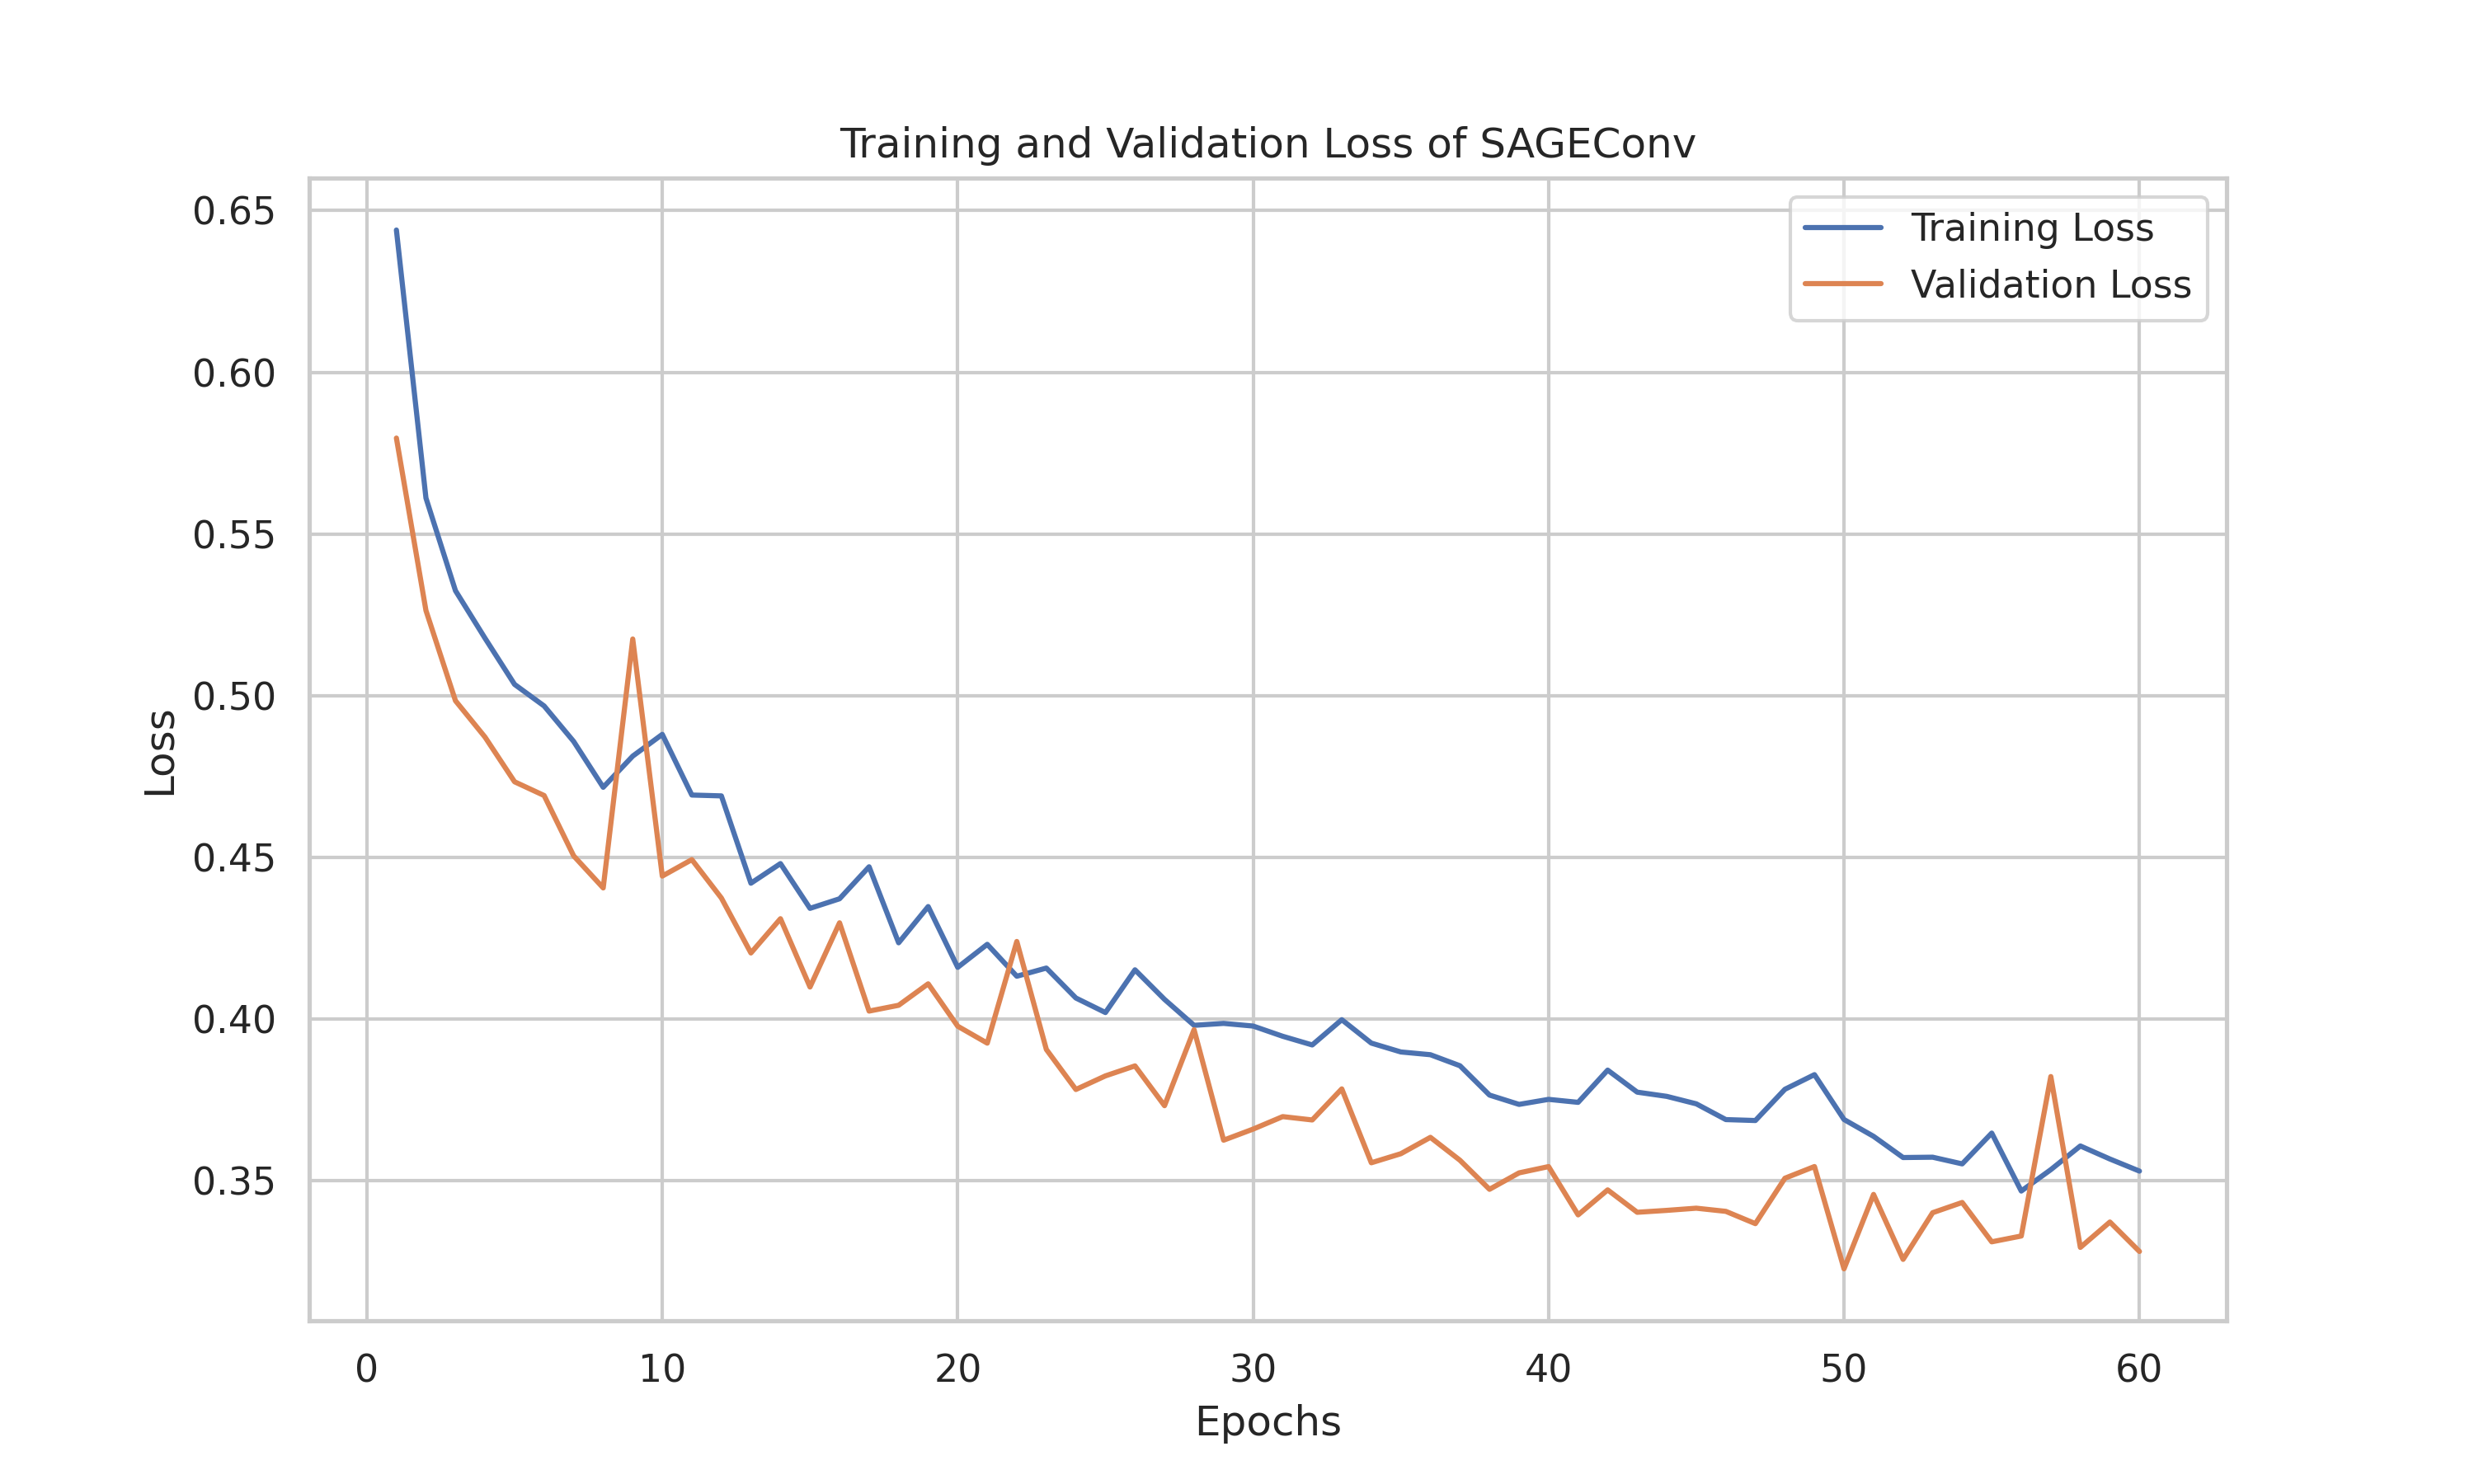 Training and Validation Loss of SAGEConv
Training Loss
Validation Loss
Loss
0.65
0.60
0.55
0.50
0.45
0.40
0.35
0 10 20 30 40 50 60
Epochs